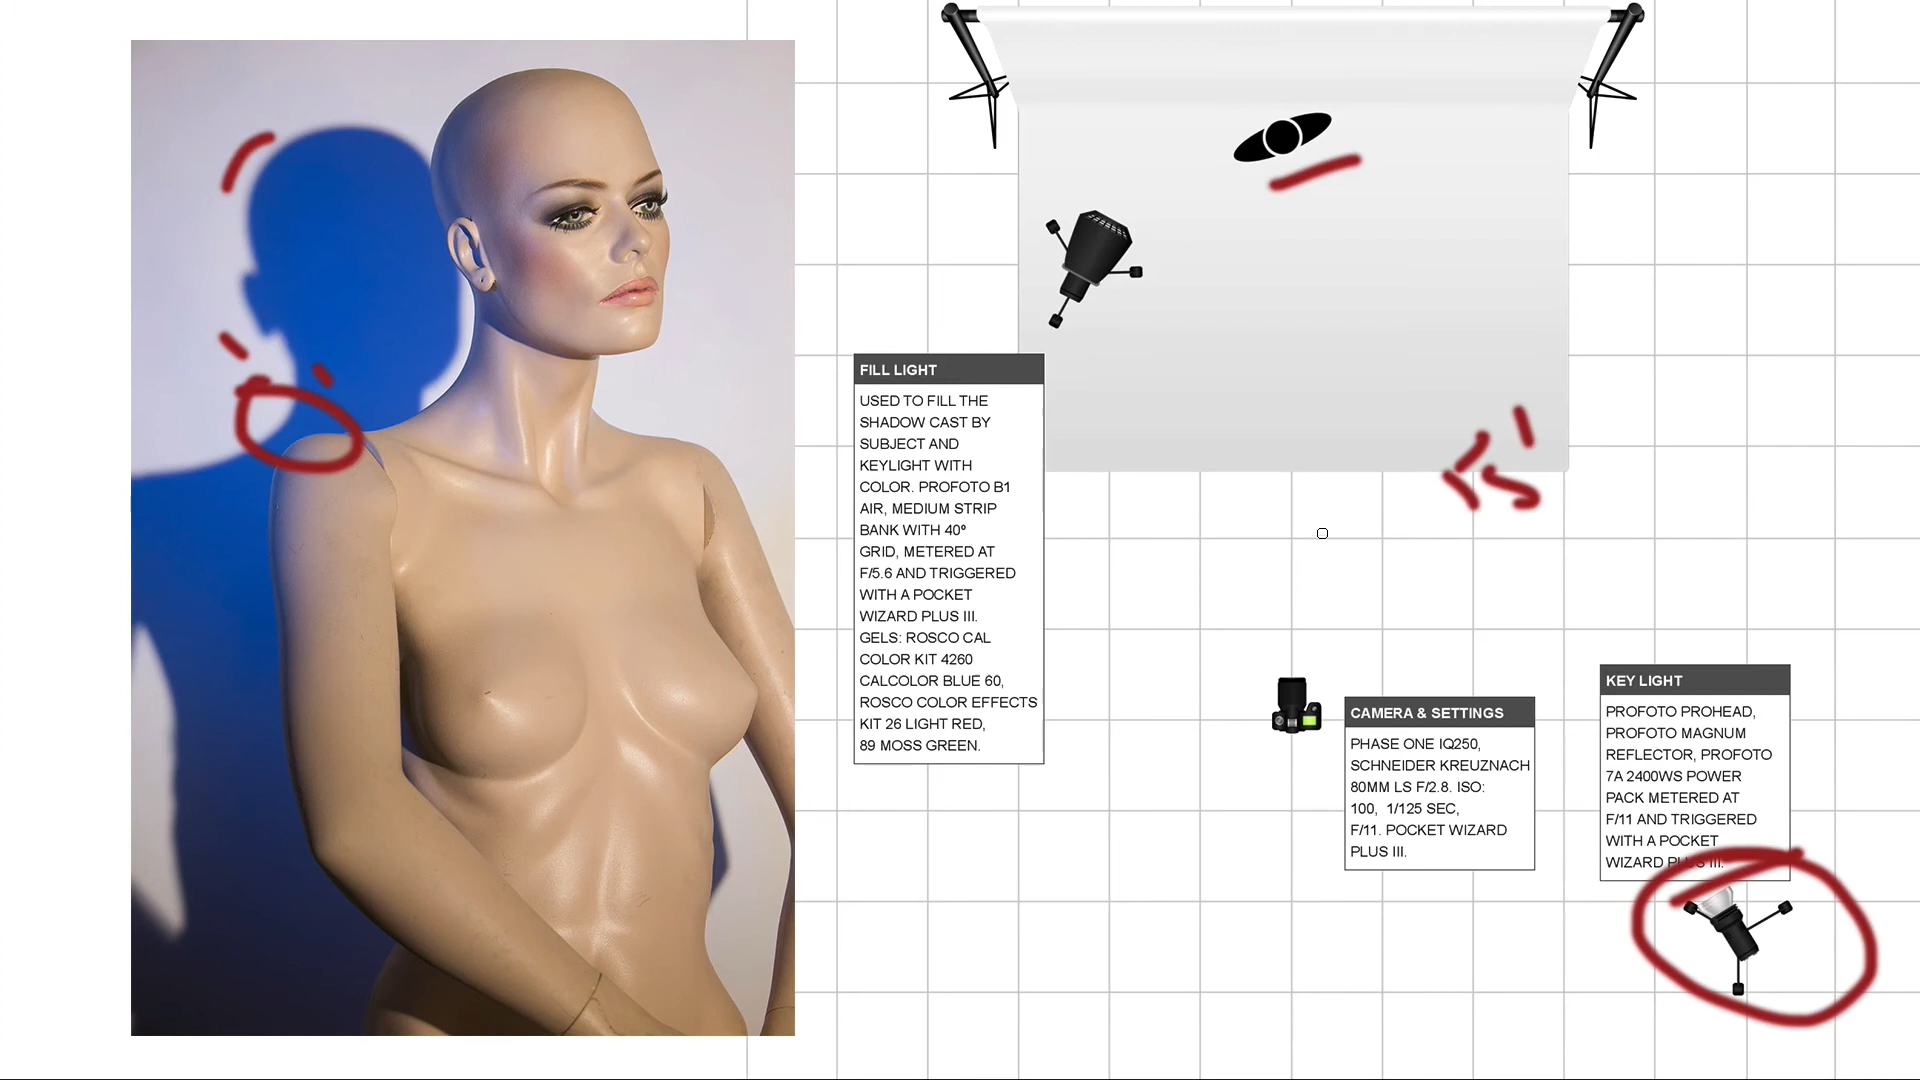 FILL LIGHT
USED TO FILL THE
SHADOW CAST BY
SUBJECT AND
KEYLIGHT WITH
COLOR. PROFOTO B1
AIR, MEDIUM STRIP
BANK WITH 40º
GRID, METERED AT
F/5.6 AND TRIGGERED
WITH A POCKET
WIZARD PLUS III.
GELS: ROSCO CAL
COLOR KIT 4260
CALCOLOR BLUE 60,
ROSCO COLOR EFFECTS
KIT 26 LIGHT RED,
89 MOSS GREEN.
15'
CAMERA & SETTINGS
PHASE ONE IQ250,
SCHNEIDER KREUZNACH
80MM LS F/2.8. ISO:
100, 1/125 SEC,
F/11. POCKET WIZARD
PLUS III.
KEY LIGHT
PROFOTO PROHEAD,
PROFOTO MAGNUM
REFLECTOR, PROFOTO
7A 2400WS POWER
PACK METERED AT
F/11 AND TRIGGERED
WITH A POCKET
WIZARD PLUS III.